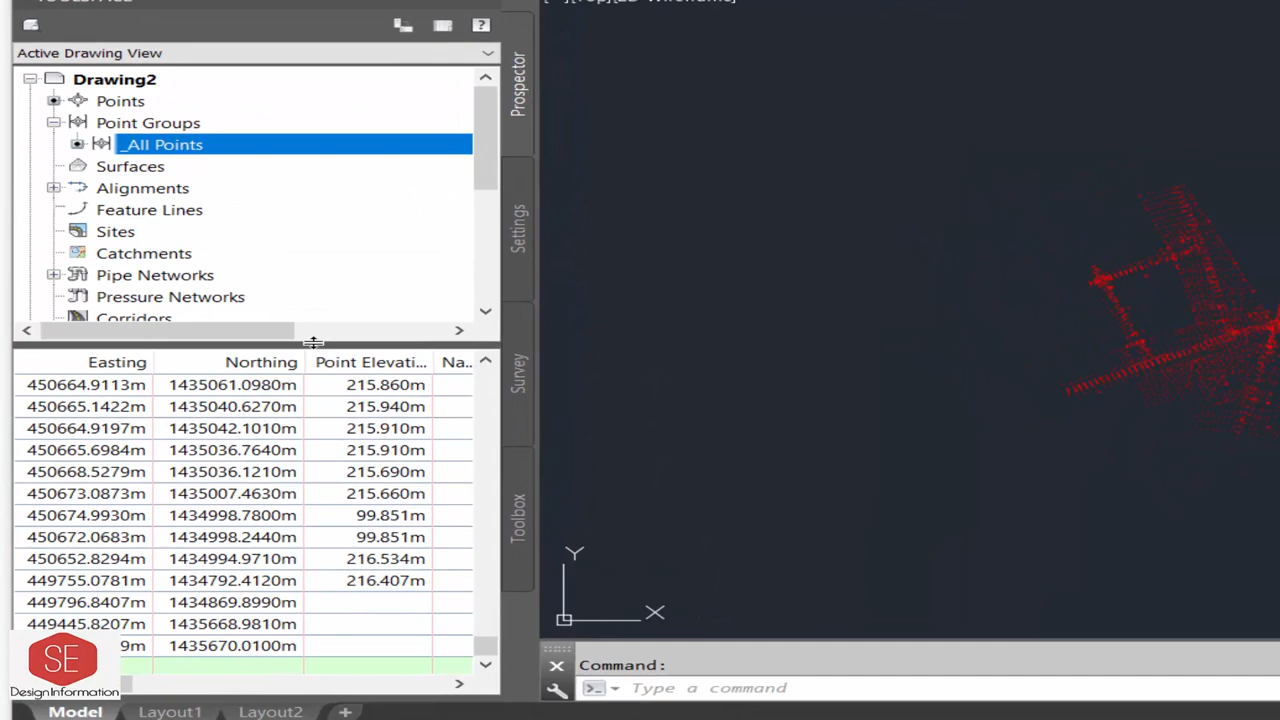 TOOLSPACE
[−][Top][2D Wireframe]
?
Active Drawing View
Drawing2
Points
Point Groups
_All Points
Surfaces
Alignments
Feature Lines
Sites
Catchments
Pipe Networks
Pressure Networks
Corridors
Prospector
Settings
Survey
Toolbox
Easting Northing Point Elevati... Na..
450664.9113m 1435061.0980m 215.860m
450665.1422m 1435040.6270m 215.940m
450664.9197m 1435042.1010m 215.910m
450665.6984m 1435036.7640m 215.910m
450668.5279m 1435036.1210m 215.690m
450673.0873m 1435007.4630m 215.660m
450674.9930m 1434998.7800m 99.851m
450672.0683m 1434998.2440m 99.851m
450652.8294m 1434994.9710m 216.534m
449755.0781m 1434792.4120m 216.407m
449796.8407m 1434869.8990m
449445.8207m 1435668.9810m
9m 1435670.0100m
SE
Design Information
Y
X
Command:
Type a command
Model Layout1 Layout2 +